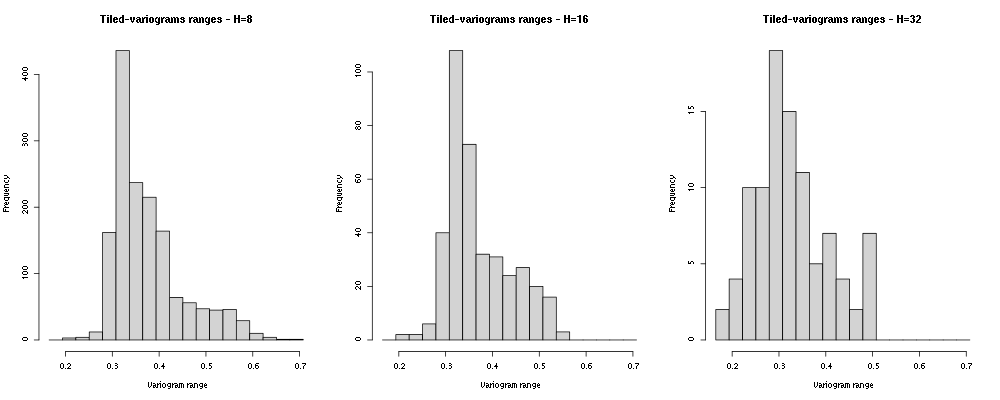 Tiled-variograms ranges - H=8
Frequency
0
100
200
300
400
0.2 0.3 0.4 0.5 0.6 0.7
Variogram range
Tiled-variograms ranges - H=16
Frequency
0
20
40
60
80
100
0.2 0.3 0.4 0.5 0.6 0.7
Variogram range
Tiled-variograms ranges - H=32
Frequency
0
5
10
15
0.2 0.3 0.4 0.5 0.6 0.7
Variogram range